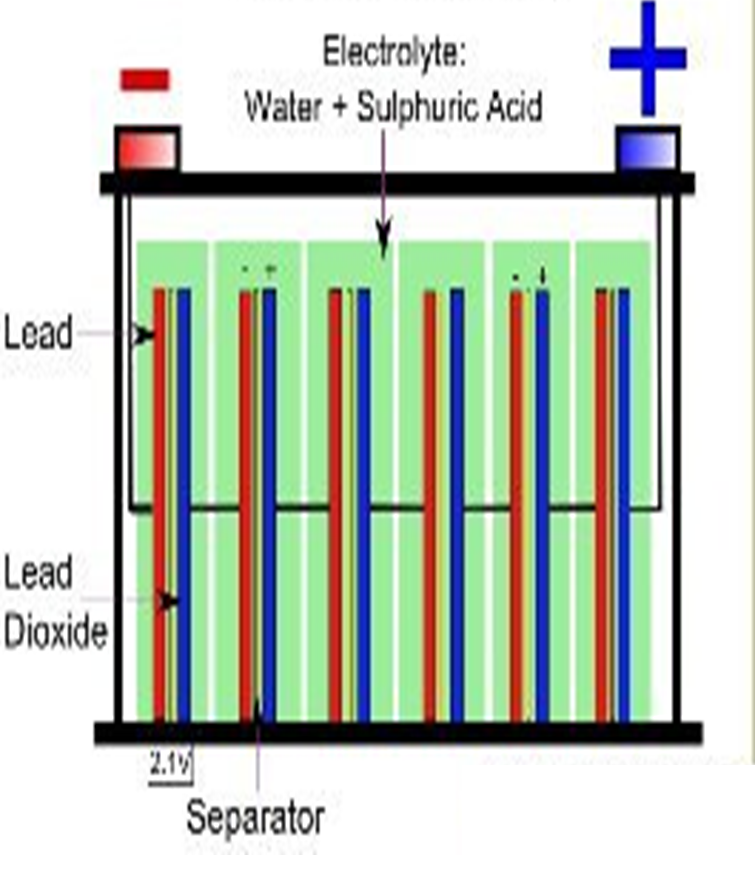 Electrolyte:
Water + Sulphuric Acid
- +
- +
Lead
Lead
Dioxide
2.1V
Separator